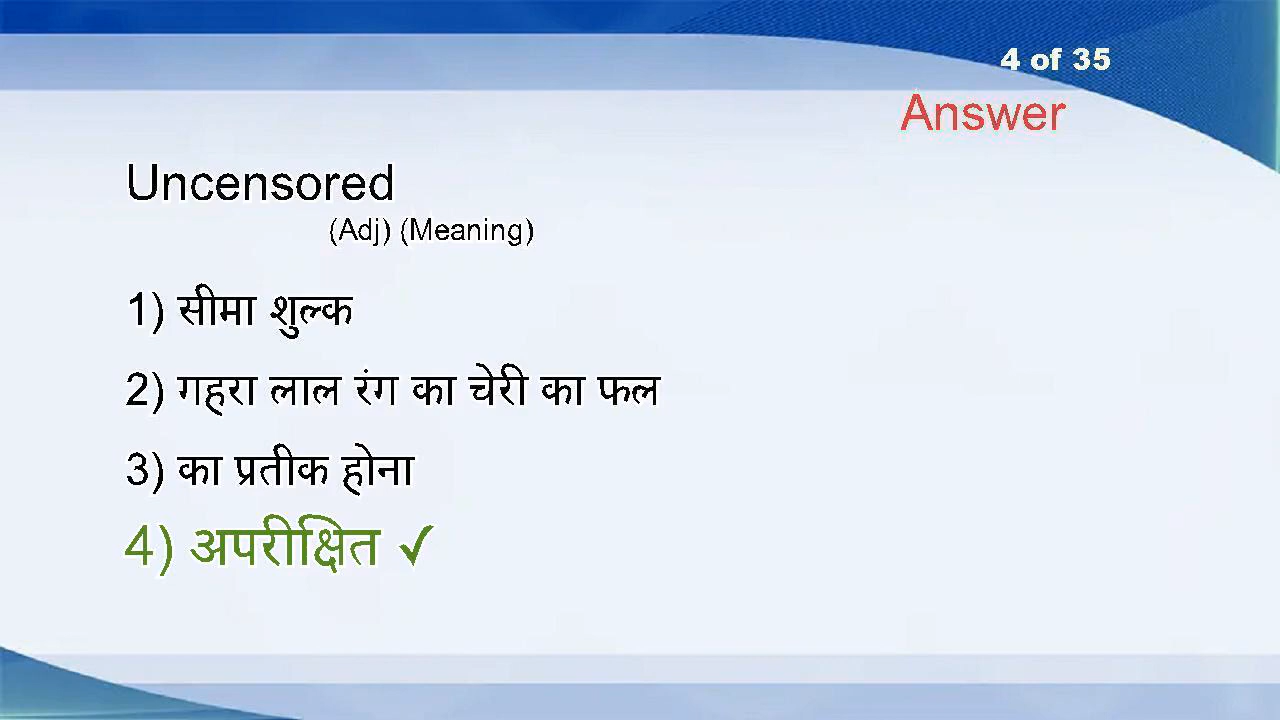 4 of 35
Answer
Uncensored
(Adj) (Meaning)
1) सीमा शुल्क
2) गहरा लाल रंग का चेरी का फल
3) का प्रतीक होना
4) अपरीक्षित ✓